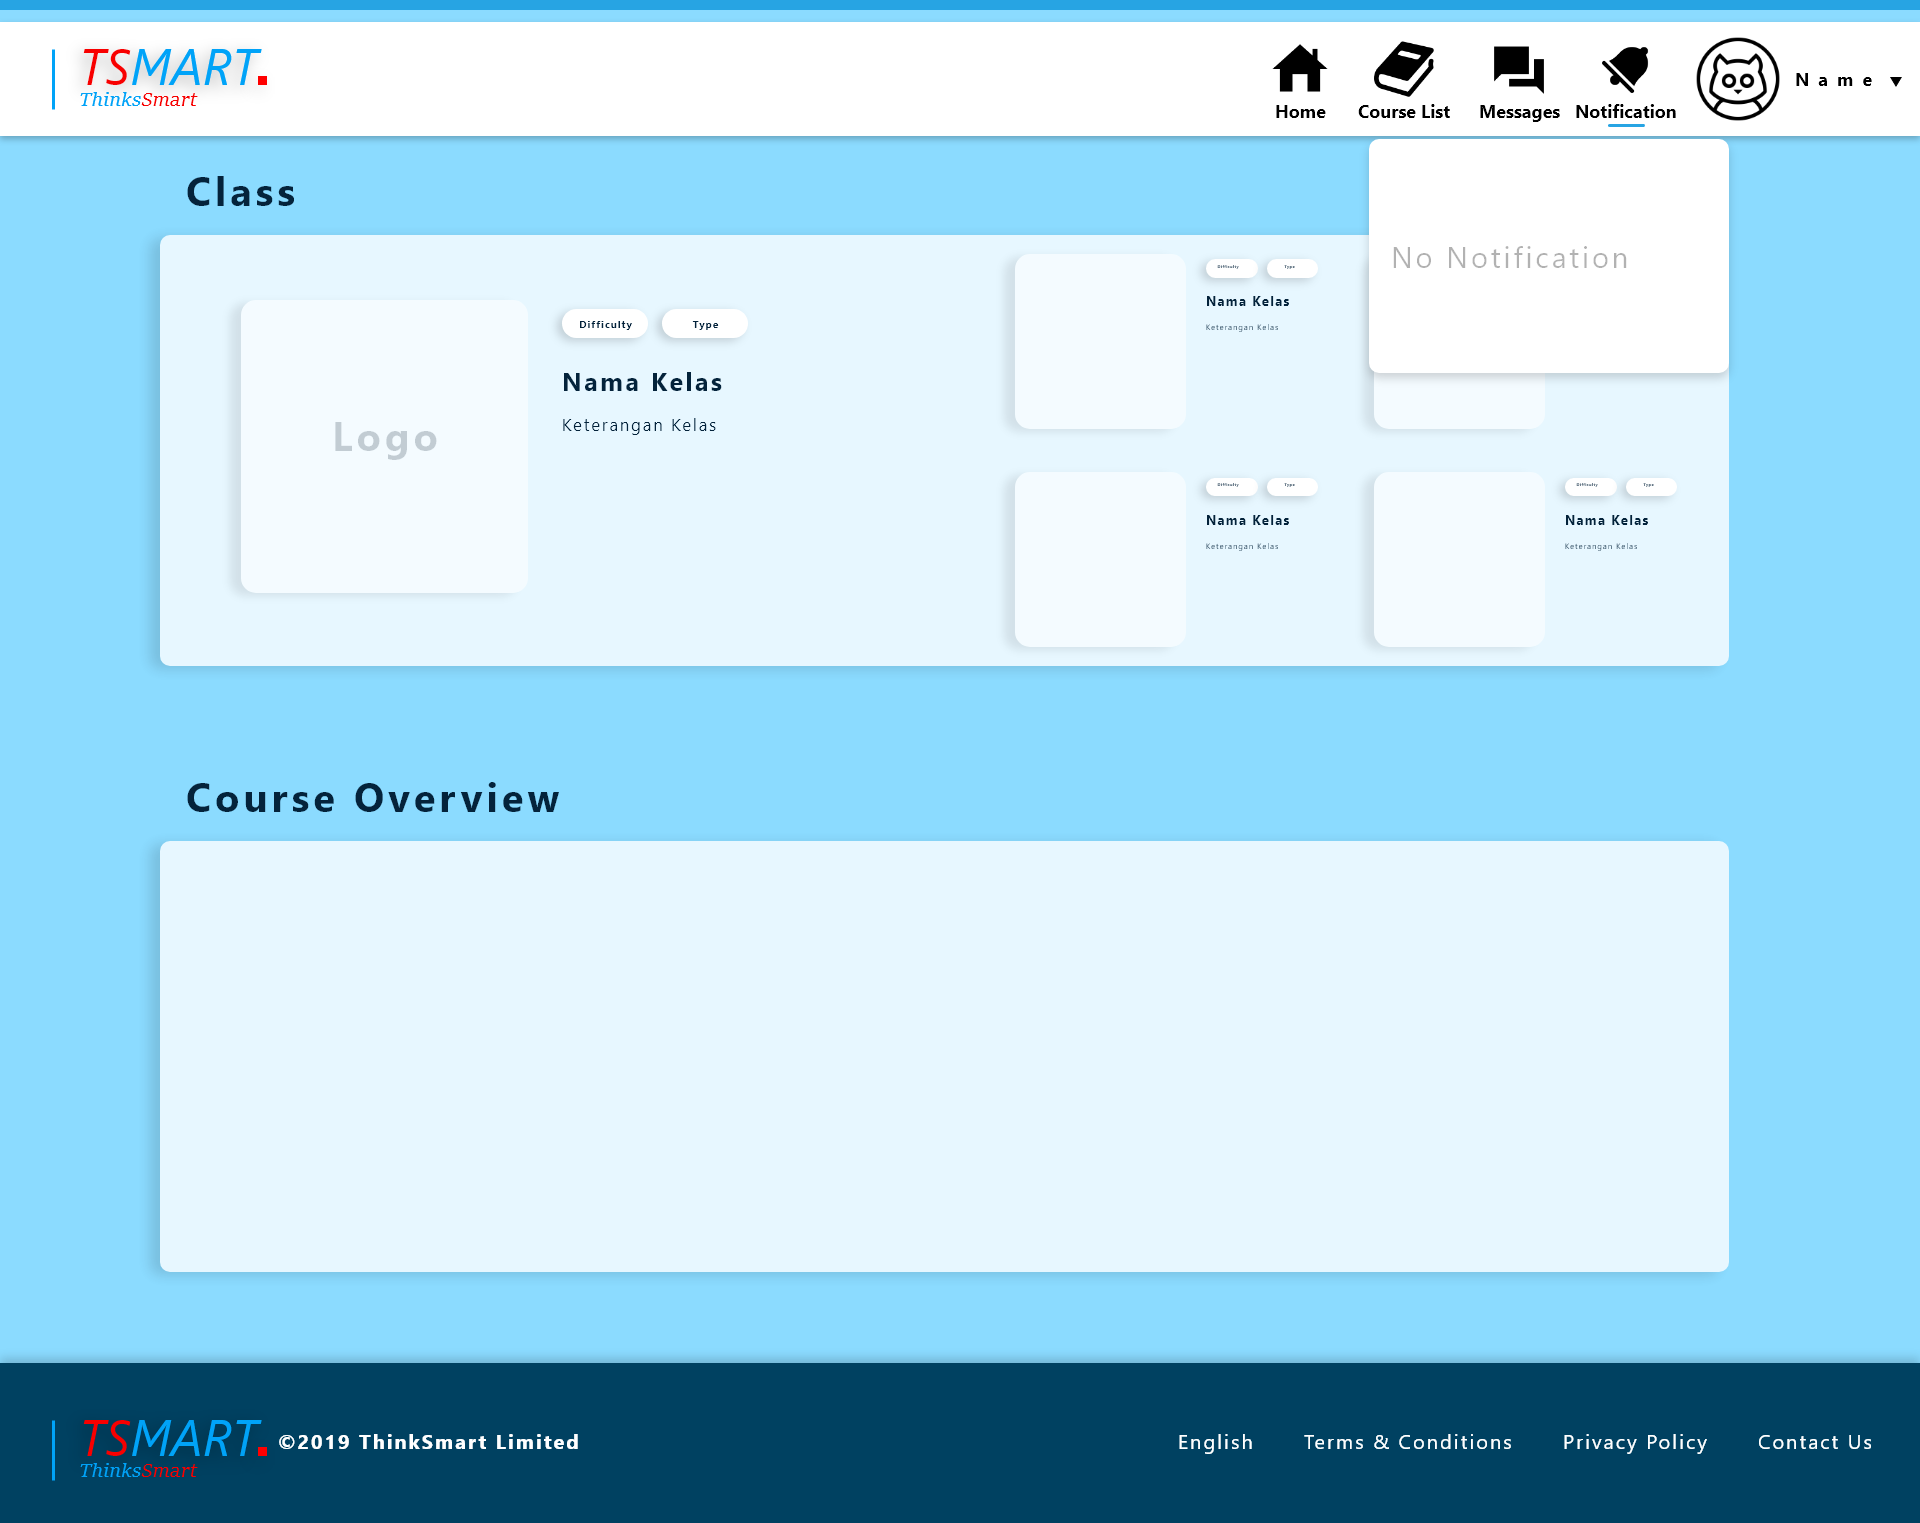 TSMART.
ThinksSmart
Home
Course List
Messages
Notification
Name
No Notification
Class
Logo
Difficulty
Type
Nama Kelas
Keterangan Kelas
Difficulty
Type
Nama Kelas
Keterangan Kelas
Difficulty
Type
Nama Kelas
Keterangan Kelas
Difficulty
Type
Nama Kelas
Keterangan Kelas
Course Overview
TSMART.
ThinksSmart
©2019 ThinkSmart Limited
English
Terms & Conditions
Privacy Policy
Contact Us